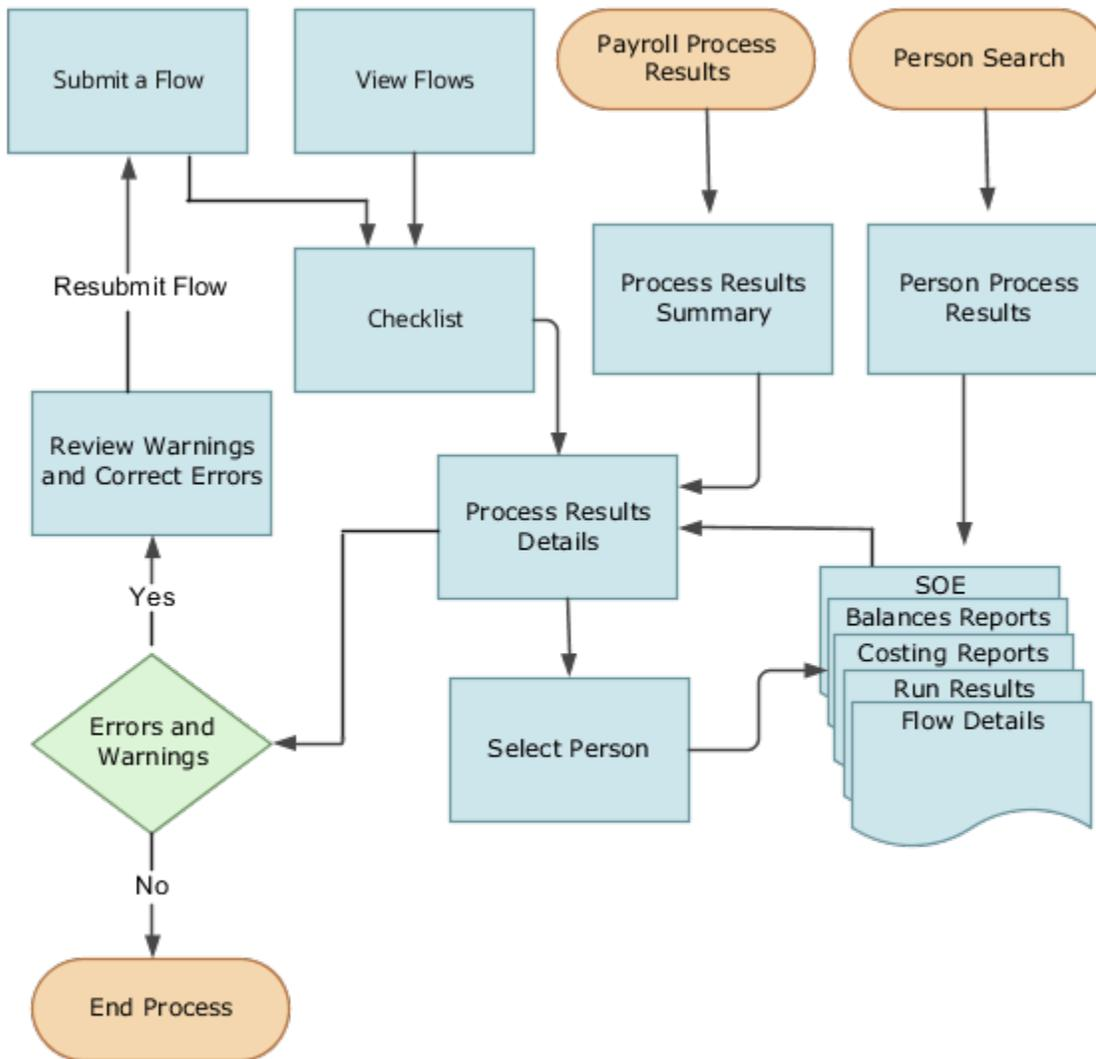 Submit a Flow
View Flows
Payroll Process
Results
Person Search
Resubmit Flow
Checklist
Process Results
Summary
Person Process
Results
Review Warnings
and Correct Errors
Process Results
Details
Yes
SOE
Balances Reports
Costing Reports
Run Results
Flow Details
Errors and
Warnings
Select Person
No
End Process